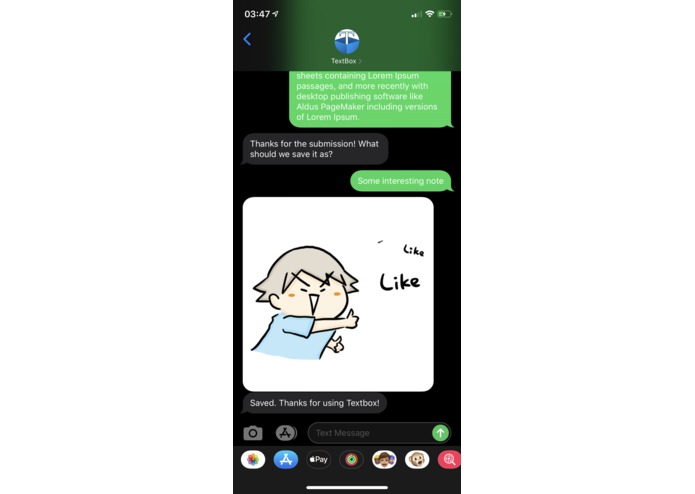 03:47
TextBox
sheets containing Lorem Ipsum
passages, and more recently with
desktop publishing software like
Aldus PageMaker including versions
of Lorem Ipsum.
Thanks for the submission! What
should we save it as?
Some interesting note
Like
Like
Saved. Thanks for using Textbox!
Text Message
Pay